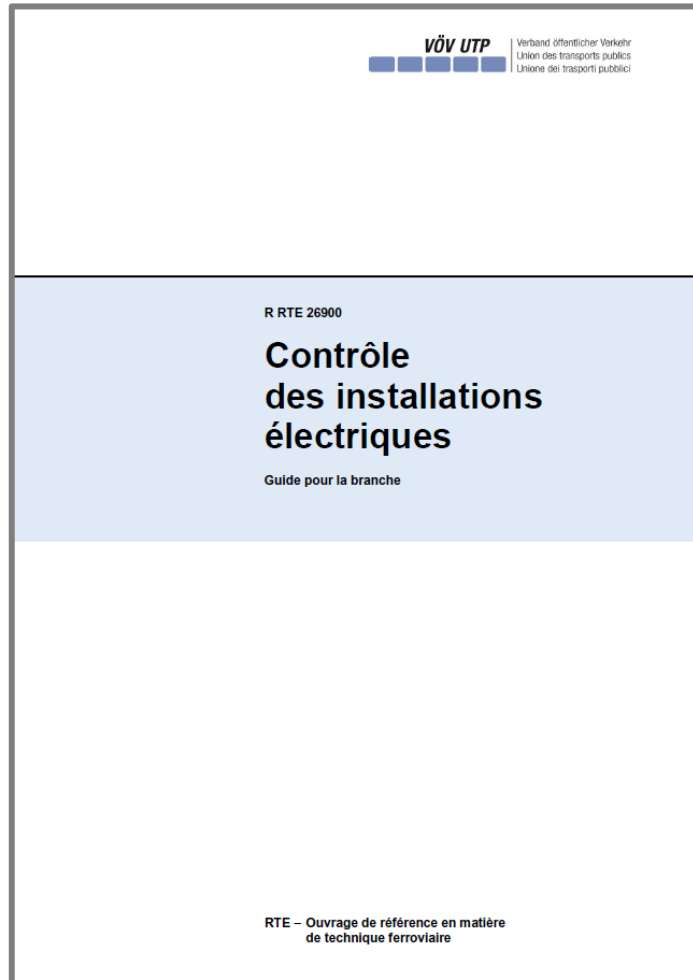 VÖV UTP
Verband öffentlicher Verkehr
Union des transports publics
Unione dei trasporti pubblici
R RTE 26900
Contrôle
des installations
électriques
Guide pour la branche
RTE – Ouvrage de référence en matière
de technique ferroviaire